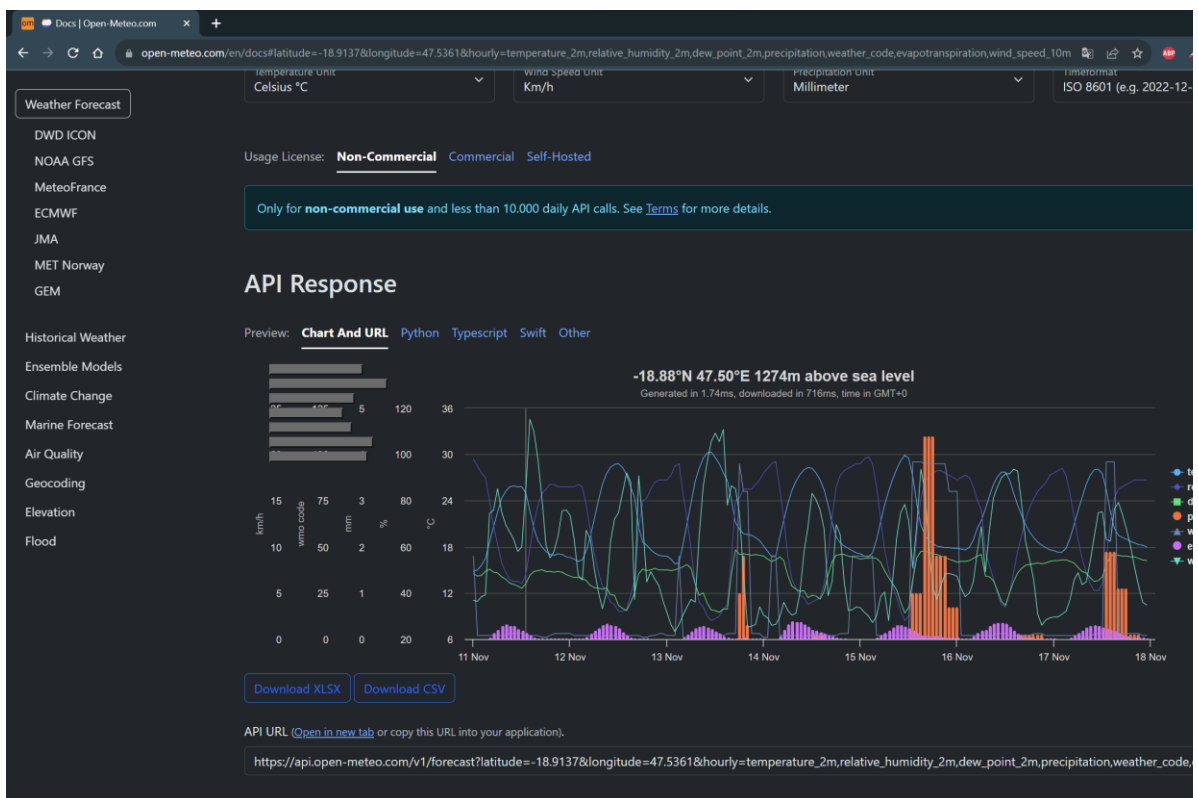 om Docs | Open-Meteo.com
open-meteo.com/en/docs#latitude=-18.9137&longitude=47.5361&hourly=temperature_2m,relative_humidity_2m,dew_point_2m,precipitation,weather_code,evapotranspiration,wind_speed_10m ABP
Temperature Unit Wind Speed Unit Precipitation Unit Timeformat
Celsius °C Km/h Millimeter ISO 8601 (e.g. 2022-12-
Weather Forecast
DWD ICON
NOAA GFS
MeteoFrance
ECMWF
JMA
MET Norway
GEM
Historical Weather
Ensemble Models
Climate Change
Marine Forecast
Air Quality
Geocoding
Elevation
Flood
Usage License: Non-Commercial Commercial Self-Hosted
Only for non-commercial use and less than 10.000 daily API calls. See Terms for more details.
API Response
Preview: Chart And URL Python Typescript Swift Other
-18.88°N 47.50°E 1274m above sea level
Generated in 1.74ms, downloaded in 716ms, time in GMT+0
5 120 36
100 30
15 75 3 80 24
km/h wmo code mm % °C
10 50 2 60 18
5 25 1 40 12
0 0 0 20 6
11 Nov 12 Nov 13 Nov 14 Nov 15 Nov 16 Nov 17 Nov 18 Nov
te
re
d
p
w
e
w
Download XLSX Download CSV
API URL (Open in new tab or copy this URL into your application).
https://api.open-meteo.com/v1/forecast?latitude=-18.9137&longitude=47.5361&hourly=temperature_2m,relative_humidity_2m,dew_point_2m,precipitation,weather_code,